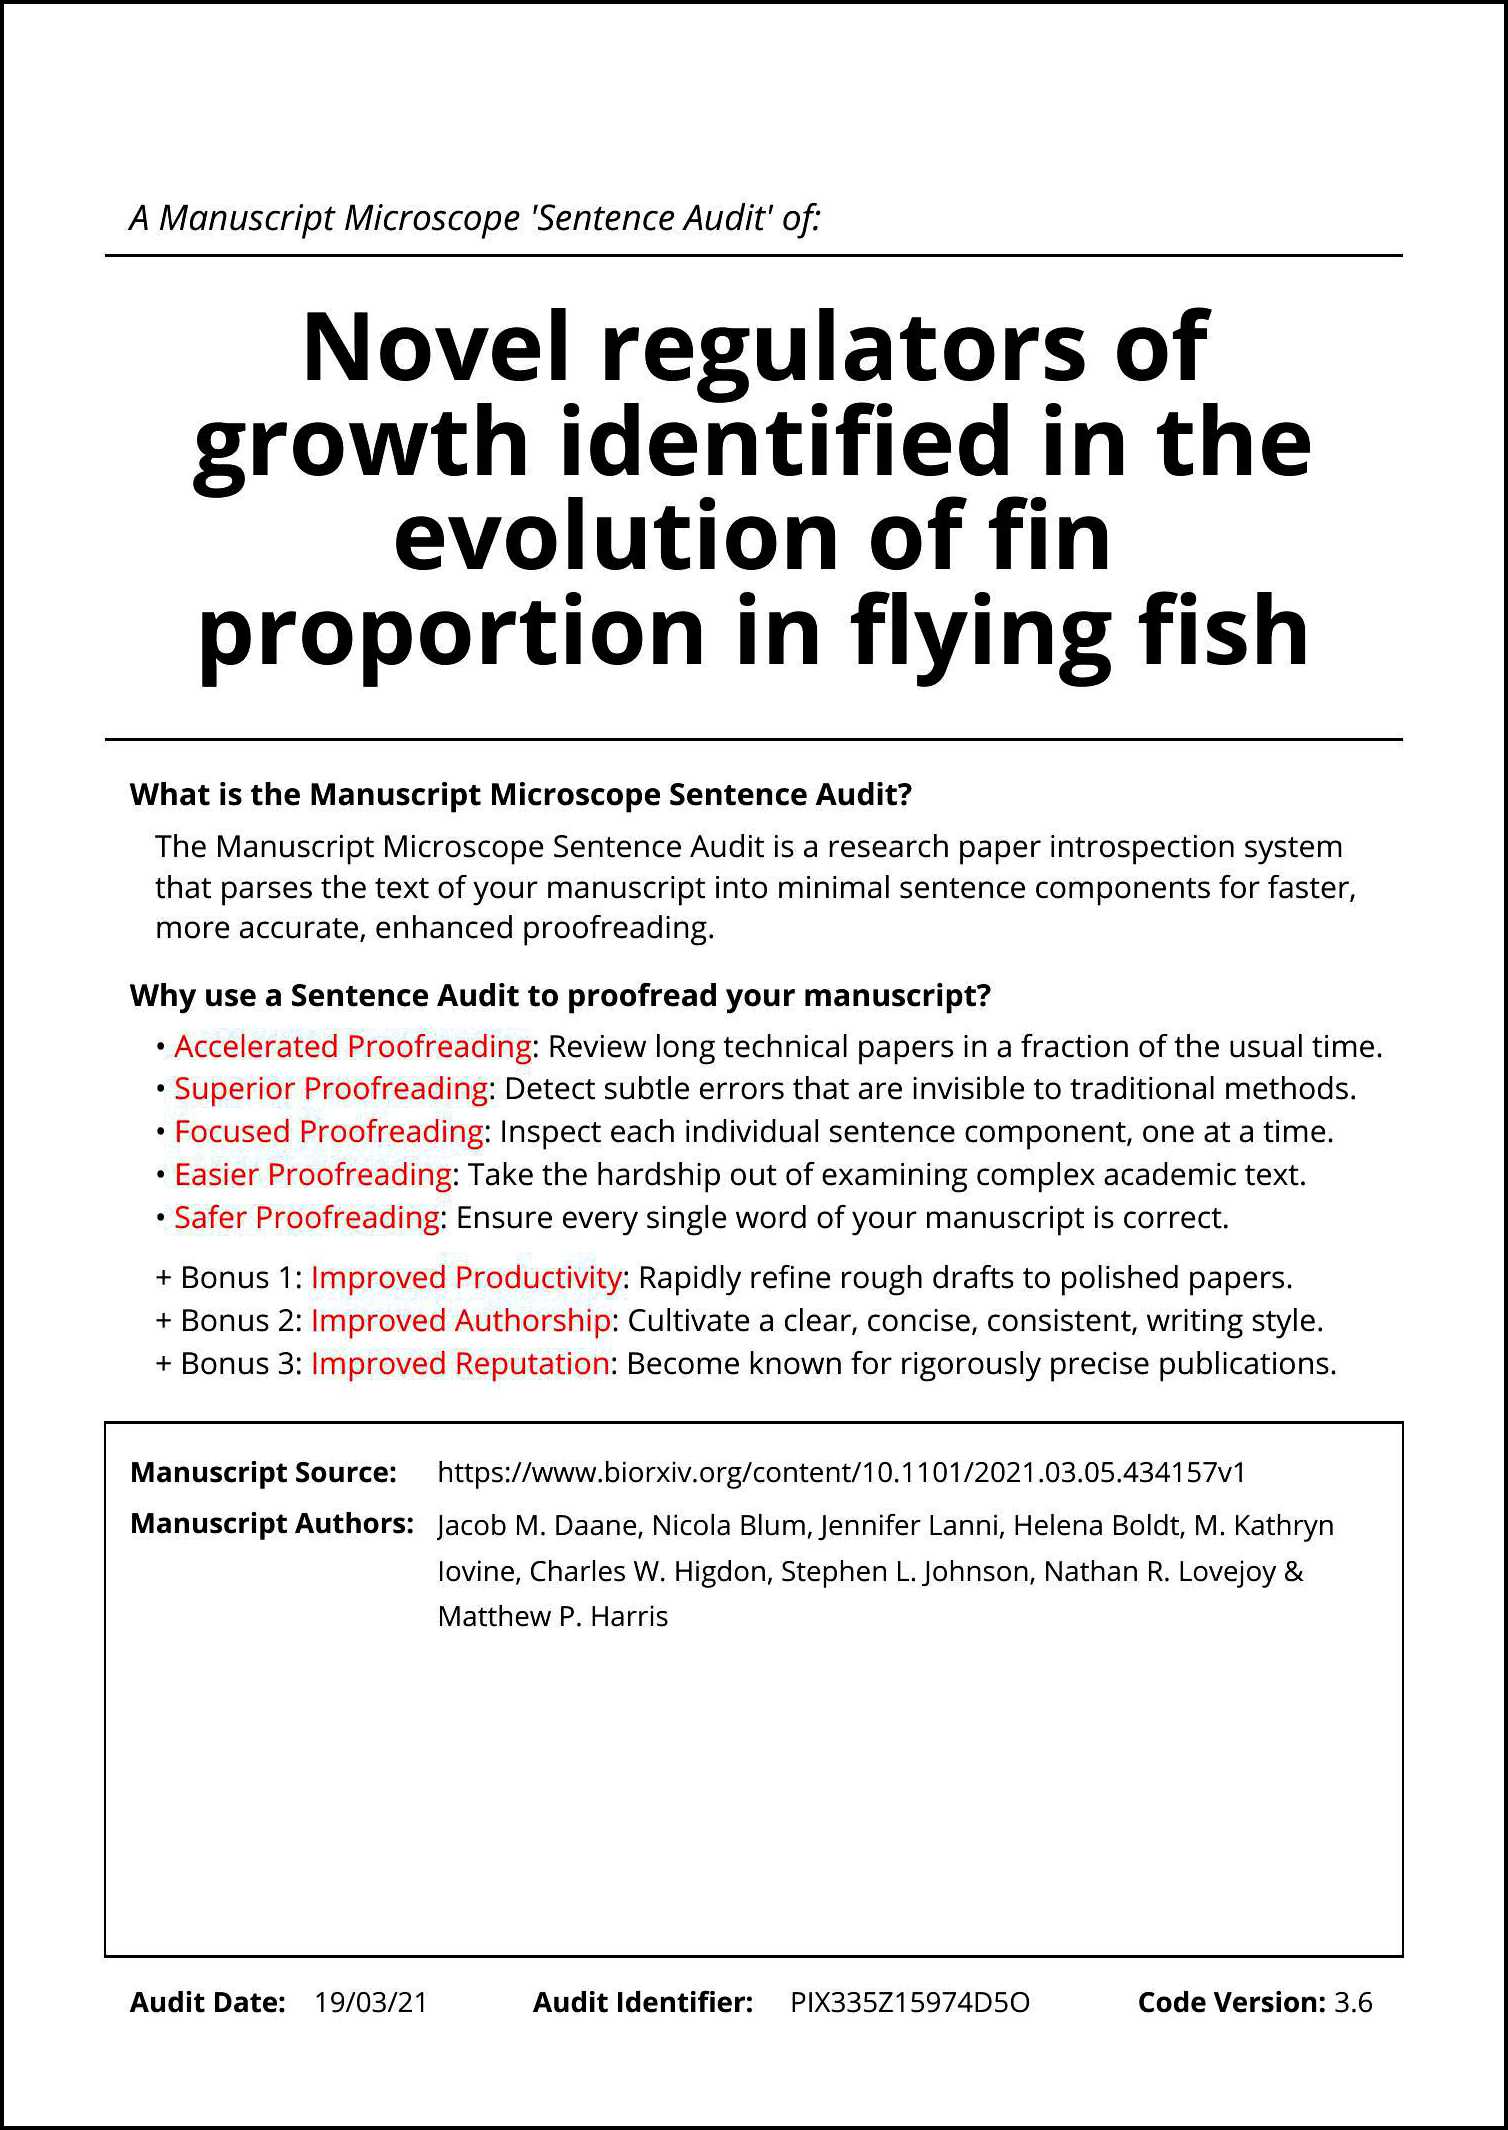 A Manuscript Microscope 'Sentence Audit' of:
Novel regulators of
growth identified in the
evolution of fin
proportion in flying fish
What is the Manuscript Microscope Sentence Audit?
The Manuscript Microscope Sentence Audit is a research paper introspection system
that parses the text of your manuscript into minimal sentence components for faster,
more accurate, enhanced proofreading.
Why use a Sentence Audit to proofread your manuscript?
• Accelerated Proofreading: Review long technical papers in a fraction of the usual time.
• Superior Proofreading: Detect subtle errors that are invisible to traditional methods.
• Focused Proofreading: Inspect each individual sentence component, one at a time.
• Easier Proofreading: Take the hardship out of examining complex academic text.
• Safer Proofreading: Ensure every single word of your manuscript is correct.
+ Bonus 1: Improved Productivity: Rapidly refine rough drafts to polished papers.
+ Bonus 2: Improved Authorship: Cultivate a clear, concise, consistent, writing style.
+ Bonus 3: Improved Reputation: Become known for rigorously precise publications.
Manuscript Source: https://www.biorxiv.org/content/10.1101/2021.03.05.434157v1
Manuscript Authors: Jacob M. Daane, Nicola Blum, Jennifer Lanni, Helena Boldt, M. Kathryn
Iovine, Charles W. Higdon, Stephen L. Johnson, Nathan R. Lovejoy &
Matthew P. Harris
Audit Date: 19/03/21 Audit Identifier: PIX335Z15974D5O Code Version: 3.6